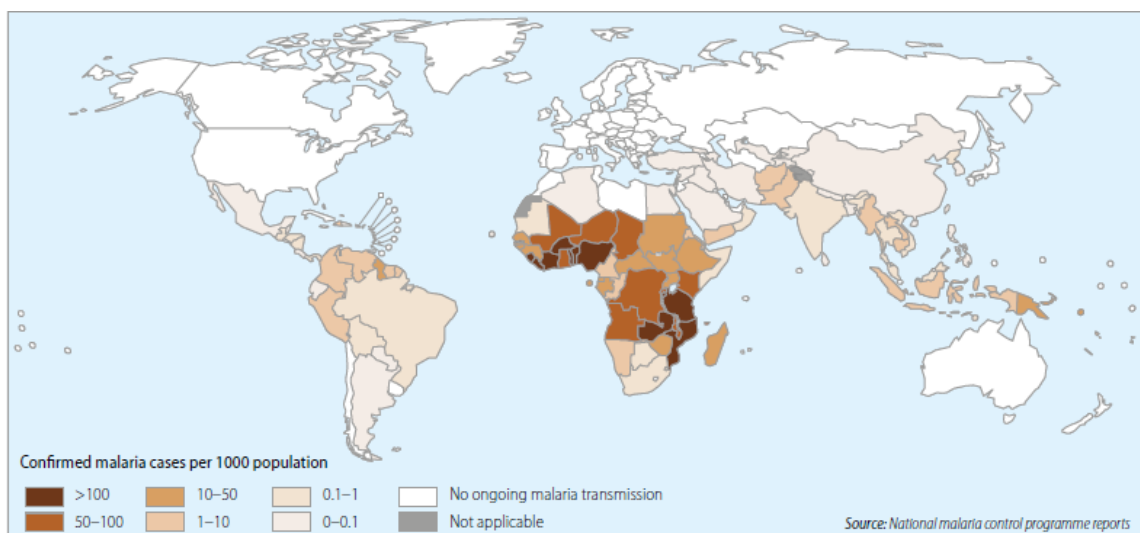 Confirmed malaria cases per 1000 population
>100 10–50 0.1–1 No ongoing malaria transmission
50–100 1–10 0–0.1 Not applicable
Source: National malaria control programme reports